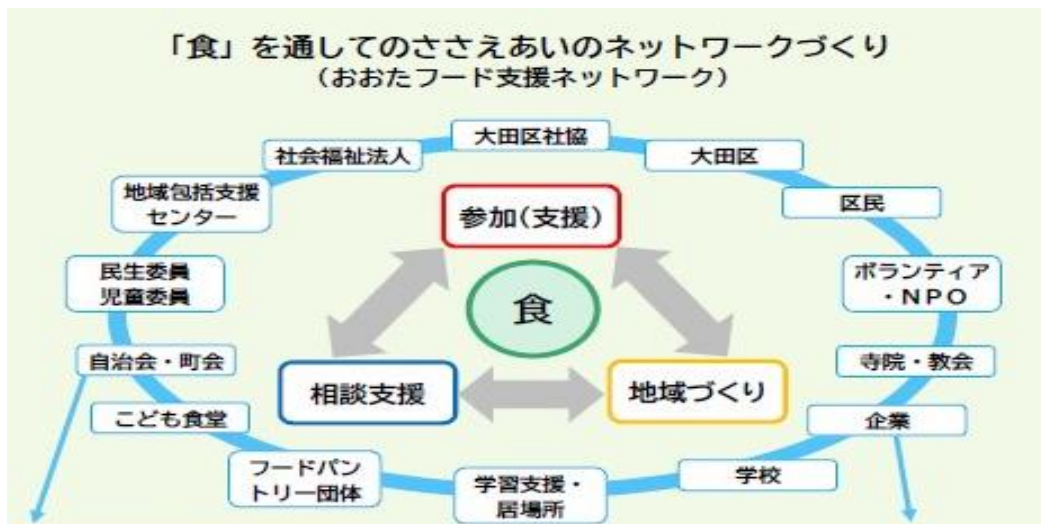 「食」を通してのささえあいのネットワークづくり
（おおたフード支援ネットワーク）
大田区社協
社会福祉法人
大田区
地域包括支援
センター
参加（支援）
区民
民生委員
児童委員
食
ボランティア
・NPO
自治会・町会
相談支援
地域づくり
寺院・教会
こども食堂
企業
フードパン
トリー団体
学習支援・
居場所
学校